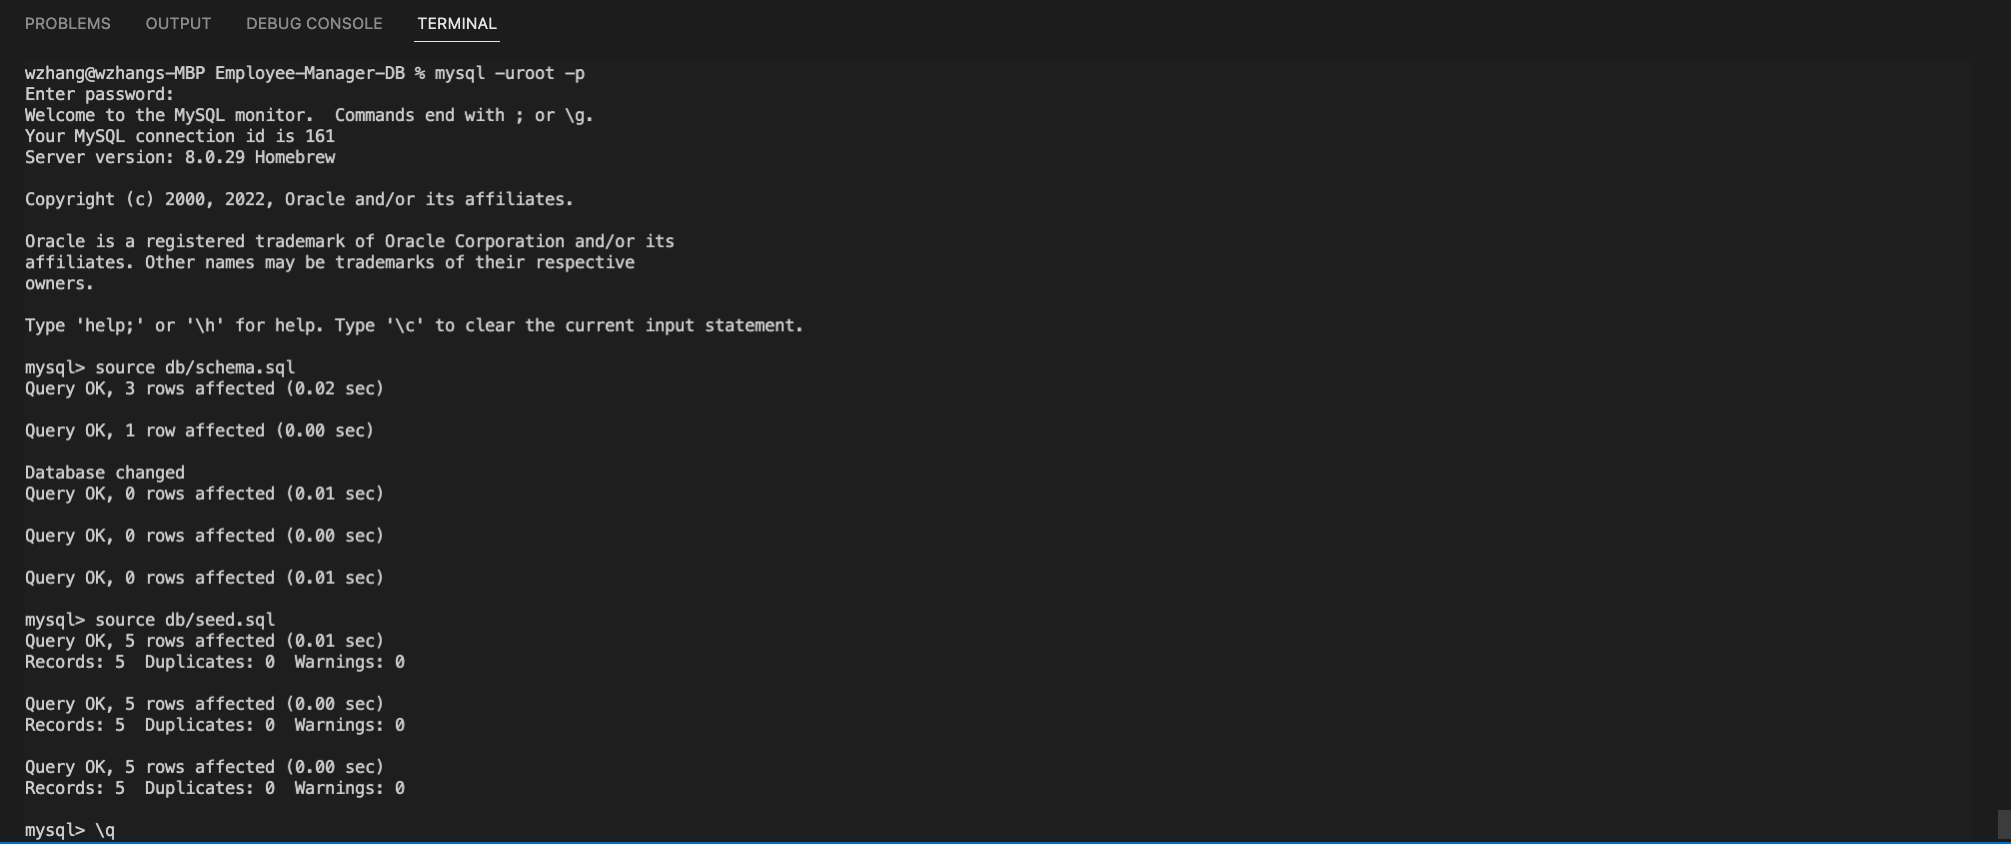 PROBLEMS OUTPUT DEBUG CONSOLE TERMINAL
wzhang@wzhangs-MBP Employee-Manager-DB % mysql -uroot -p
Enter password:
Welcome to the MySQL monitor.  Commands end with ; or \g.
Your MySQL connection id is 161
Server version: 8.0.29 Homebrew
Copyright (c) 2000, 2022, Oracle and/or its affiliates.
Oracle is a registered trademark of Oracle Corporation and/or its
affiliates. Other names may be trademarks of their respective
owners.
Type 'help;' or '\h' for help. Type '\c' to clear the current input statement.
mysql> source db/schema.sql
Query OK, 3 rows affected (0.02 sec)
Query OK, 1 row affected (0.00 sec)
Database changed
Query OK, 0 rows affected (0.01 sec)
Query OK, 0 rows affected (0.00 sec)
Query OK, 0 rows affected (0.01 sec)
mysql> source db/seed.sql
Query OK, 5 rows affected (0.01 sec)
Records: 5  Duplicates: 0  Warnings: 0
Query OK, 5 rows affected (0.00 sec)
Records: 5  Duplicates: 0  Warnings: 0
Query OK, 5 rows affected (0.00 sec)
Records: 5  Duplicates: 0  Warnings: 0
mysql> \q